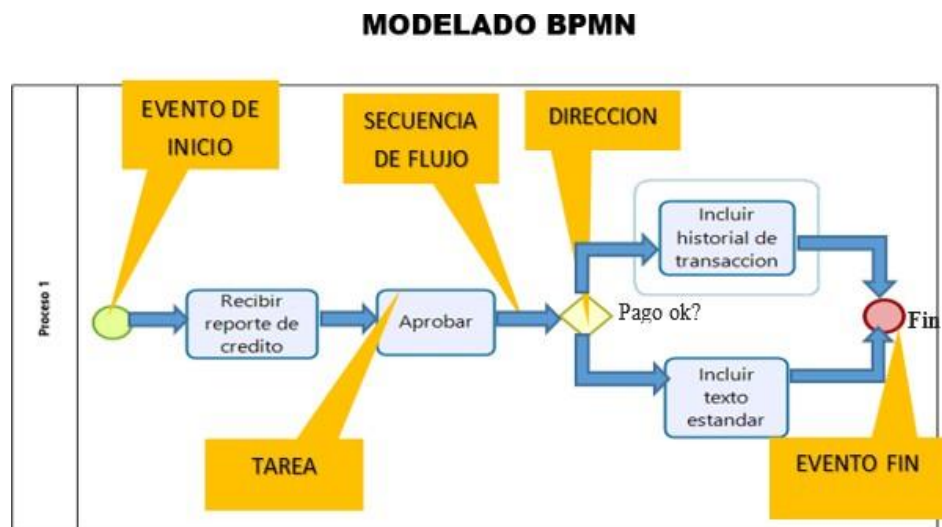 MODELADO BPMN
EVENTO DE
INICIO
SECUENCIA
DE FLUJO
DIRECCION
Incluir
historial de
transaccion
Proceso 1
Recibir
reporte de
credito
Aprobar
Pago ok?
Fin
Incluir
texto
estandar
TAREA
EVENTO FIN